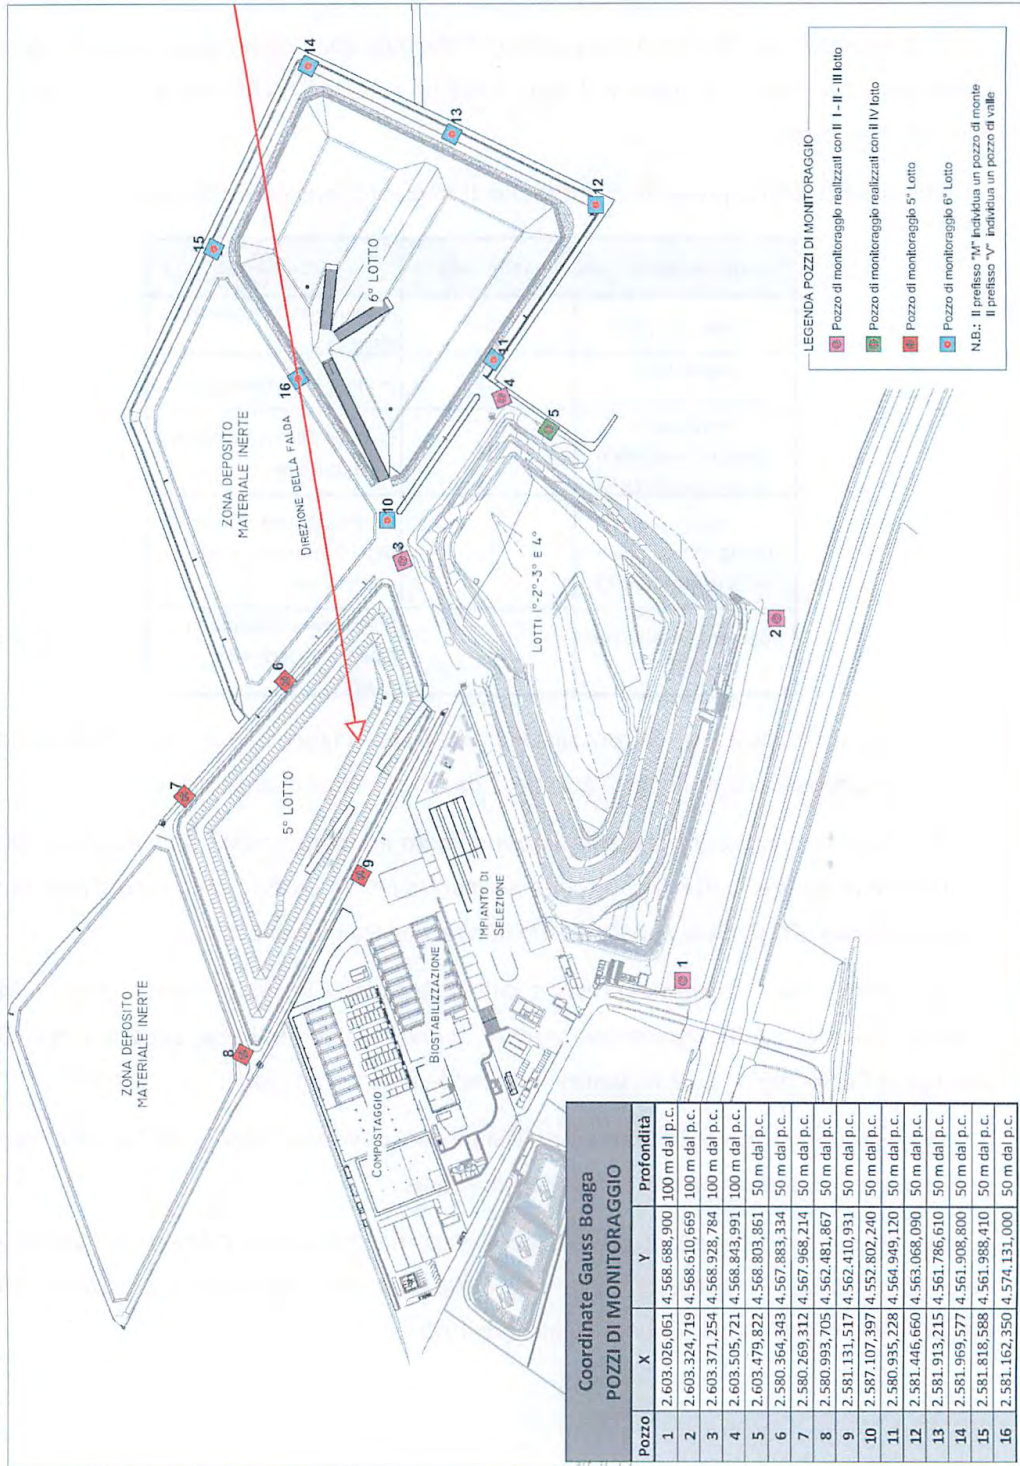 14
13
15
12
6° LOTTO
ZONA DEPOSITO
MATERIALE INERTE
16
11
DIREZIONE DELLA FALDA
4
5
10
3
LOTTI 1°-2°-3° E 4°
6
2
7
5° LOTTO
9
ZONA DEPOSITO
MATERIALE INERTE
8
IMPIANTO DI
SELEZIONE
BIOSTABILIZZAZIONE
COMPOSTAGGIO
1
LEGENDA POZZI DI MONITORAGGIO
Pozzo di monitoraggio realizzati con il I - II - III lotto
Pozzo di monitoraggio realizzati con il IV lotto
Pozzo di monitoraggio 5° Lotto
Pozzo di monitoraggio 6° Lotto
N.B.: Il prefisso "M" individua un pozzo di monte
Il prefisso "V" individua un pozzo di valle
Coordinate Gauss Boaga
POZZI DI MONITORAGGIO
Pozzo X Y Profondità
1 2.603.026,061 4.568.688,900 100 m dal p.c.
2 2.603.324,719 4.568.610,669 100 m dal p.c.
3 2.603.371,254 4.568.928,784 100 m dal p.c.
4 2.603.505,721 4.568.843,991 100 m dal p.c.
5 2.603.479,822 4.568.803,861 50 m dal p.c.
6 2.580.364,343 4.567.883,334 50 m dal p.c.
7 2.580.269,312 4.567.968,214 50 m dal p.c.
8 2.580.993,705 4.562.481,867 50 m dal p.c.
9 2.581.131,517 4.562.410,931 50 m dal p.c.
10 2.587.107,397 4.552.802,240 50 m dal p.c.
11 2.580.935,228 4.564.949,120 50 m dal p.c.
12 2.581.446,660 4.563.068,090 50 m dal p.c.
13 2.581.913,215 4.561.786,610 50 m dal p.c.
14 2.581.969,577 4.561.908,800 50 m dal p.c.
15 2.581.818,588 4.561.988,410 50 m dal p.c.
16 2.581.162,350 4.574.131,000 50 m dal p.c.